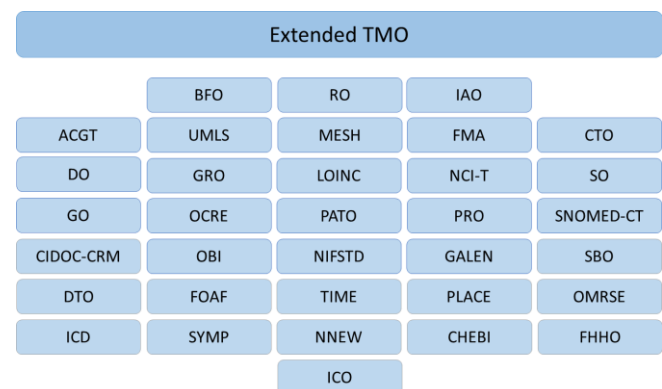 Extended TMO
BFO RO IAO
ACGT UMLS MESH FMA CTO
DO GRO LOINC NCI-T SO
GO OCRE PATO PRO SNOMED-CT
CIDOC-CRM OBI NIFSTD GALEN SBO
DTO FOAF TIME PLACE OMRSE
ICD SYMP NNEW CHEBI FHHO
ICO